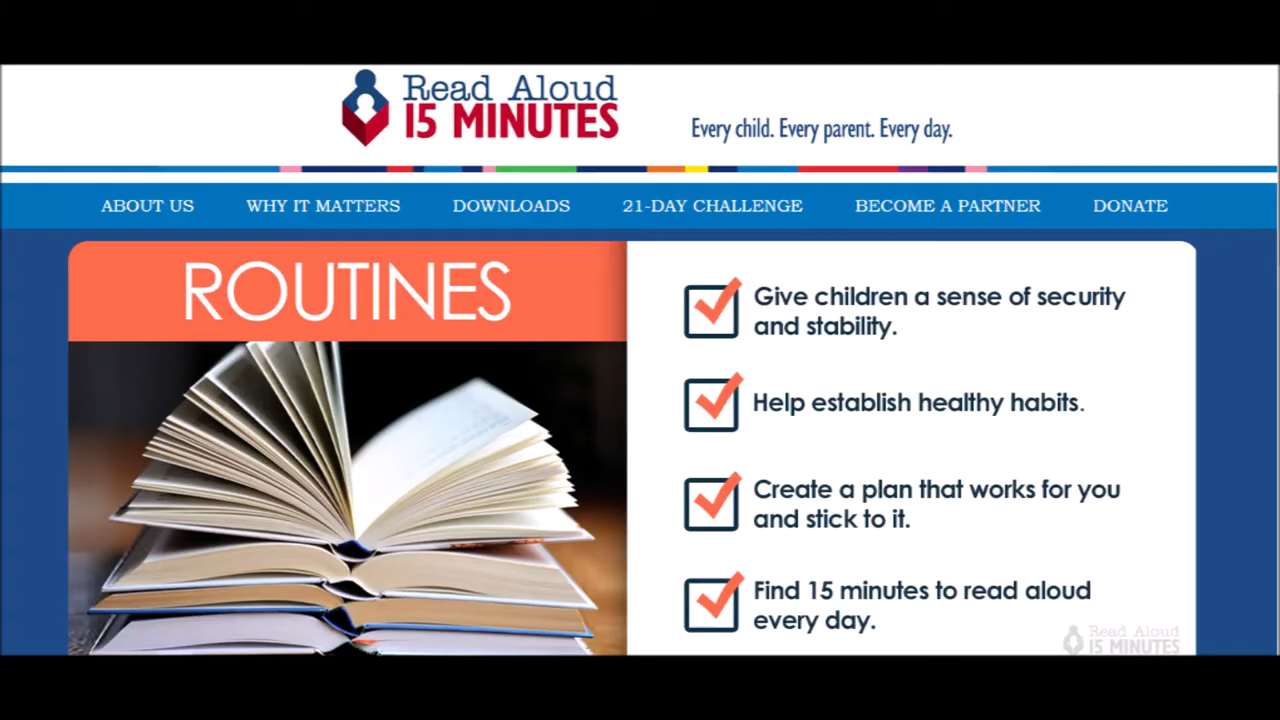 Read Aloud
15 MINUTES
Every child. Every parent. Every day.
ABOUT US WHY IT MATTERS DOWNLOADS 21-DAY CHALLENGE BECOME A PARTNER DONATE
ROUTINES
Give children a sense of security
and stability.
Help establish healthy habits.
Create a plan that works for you
and stick to it.
Find 15 minutes to read aloud
every day.
Read Aloud
15 MINUTES